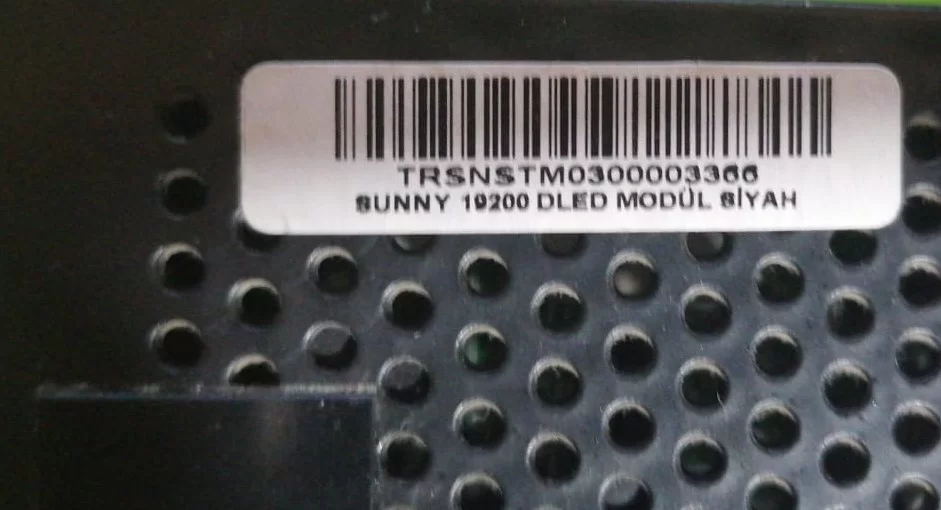 TRSNSTM0300003366
SUNNY 19200 DLED MODÜL SİYAH